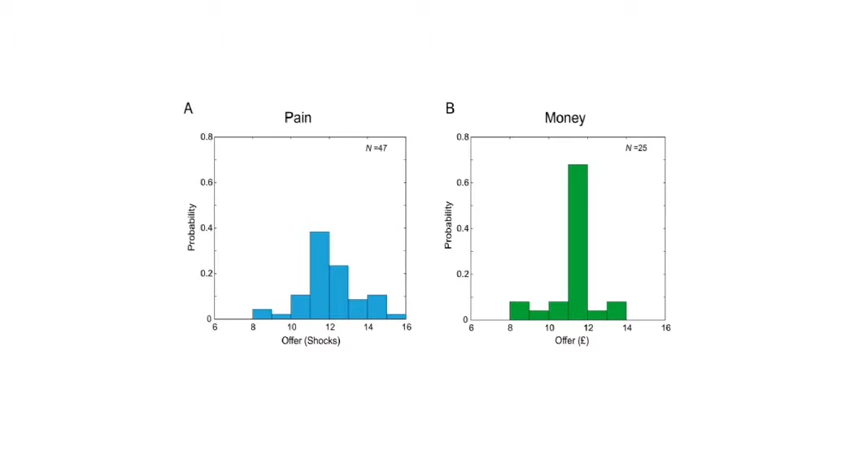 A
Pain
N =47
0.8
0.6
0.4
0.2
0
Probability
6 8 10 12 14 16
Offer (Shocks)
B
Money
N =25
0.8
0.6
0.4
0.2
0
Probability
6 8 10 12 14 16
Offer (£)